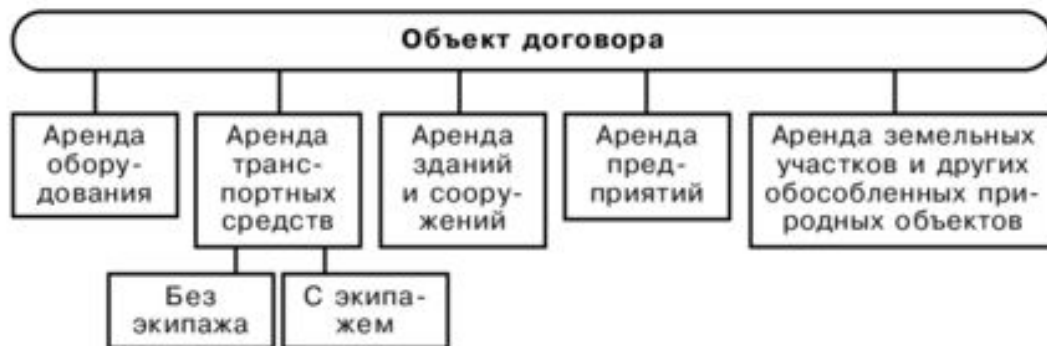 Объект договора
Аренда
обору-
дования
Аренда
транс-
портных
средств
Аренда
зданий
и соору-
жений
Аренда
пред-
приятий
Аренда земельных
участков и других
обособленных при-
родных объектов
Без
экипажа
С экипа-
жем